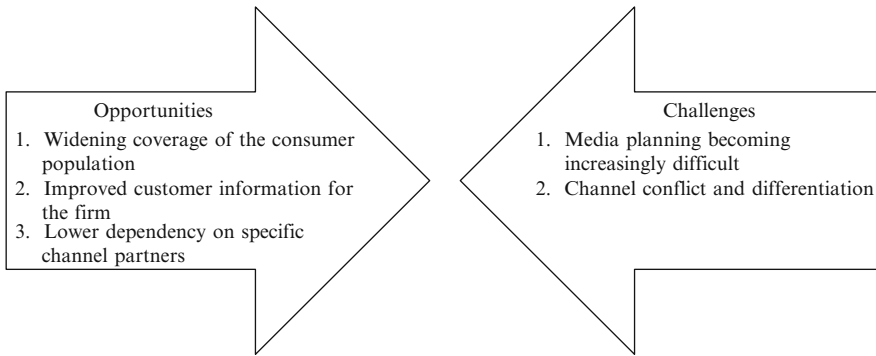 Opportunities
1. Widening coverage of the consumer
population
2. Improved customer information for
the firm
3. Lower dependency on specific
channel partners
Challenges
1. Media planning becoming
increasingly difficult
2. Channel conflict and differentiation